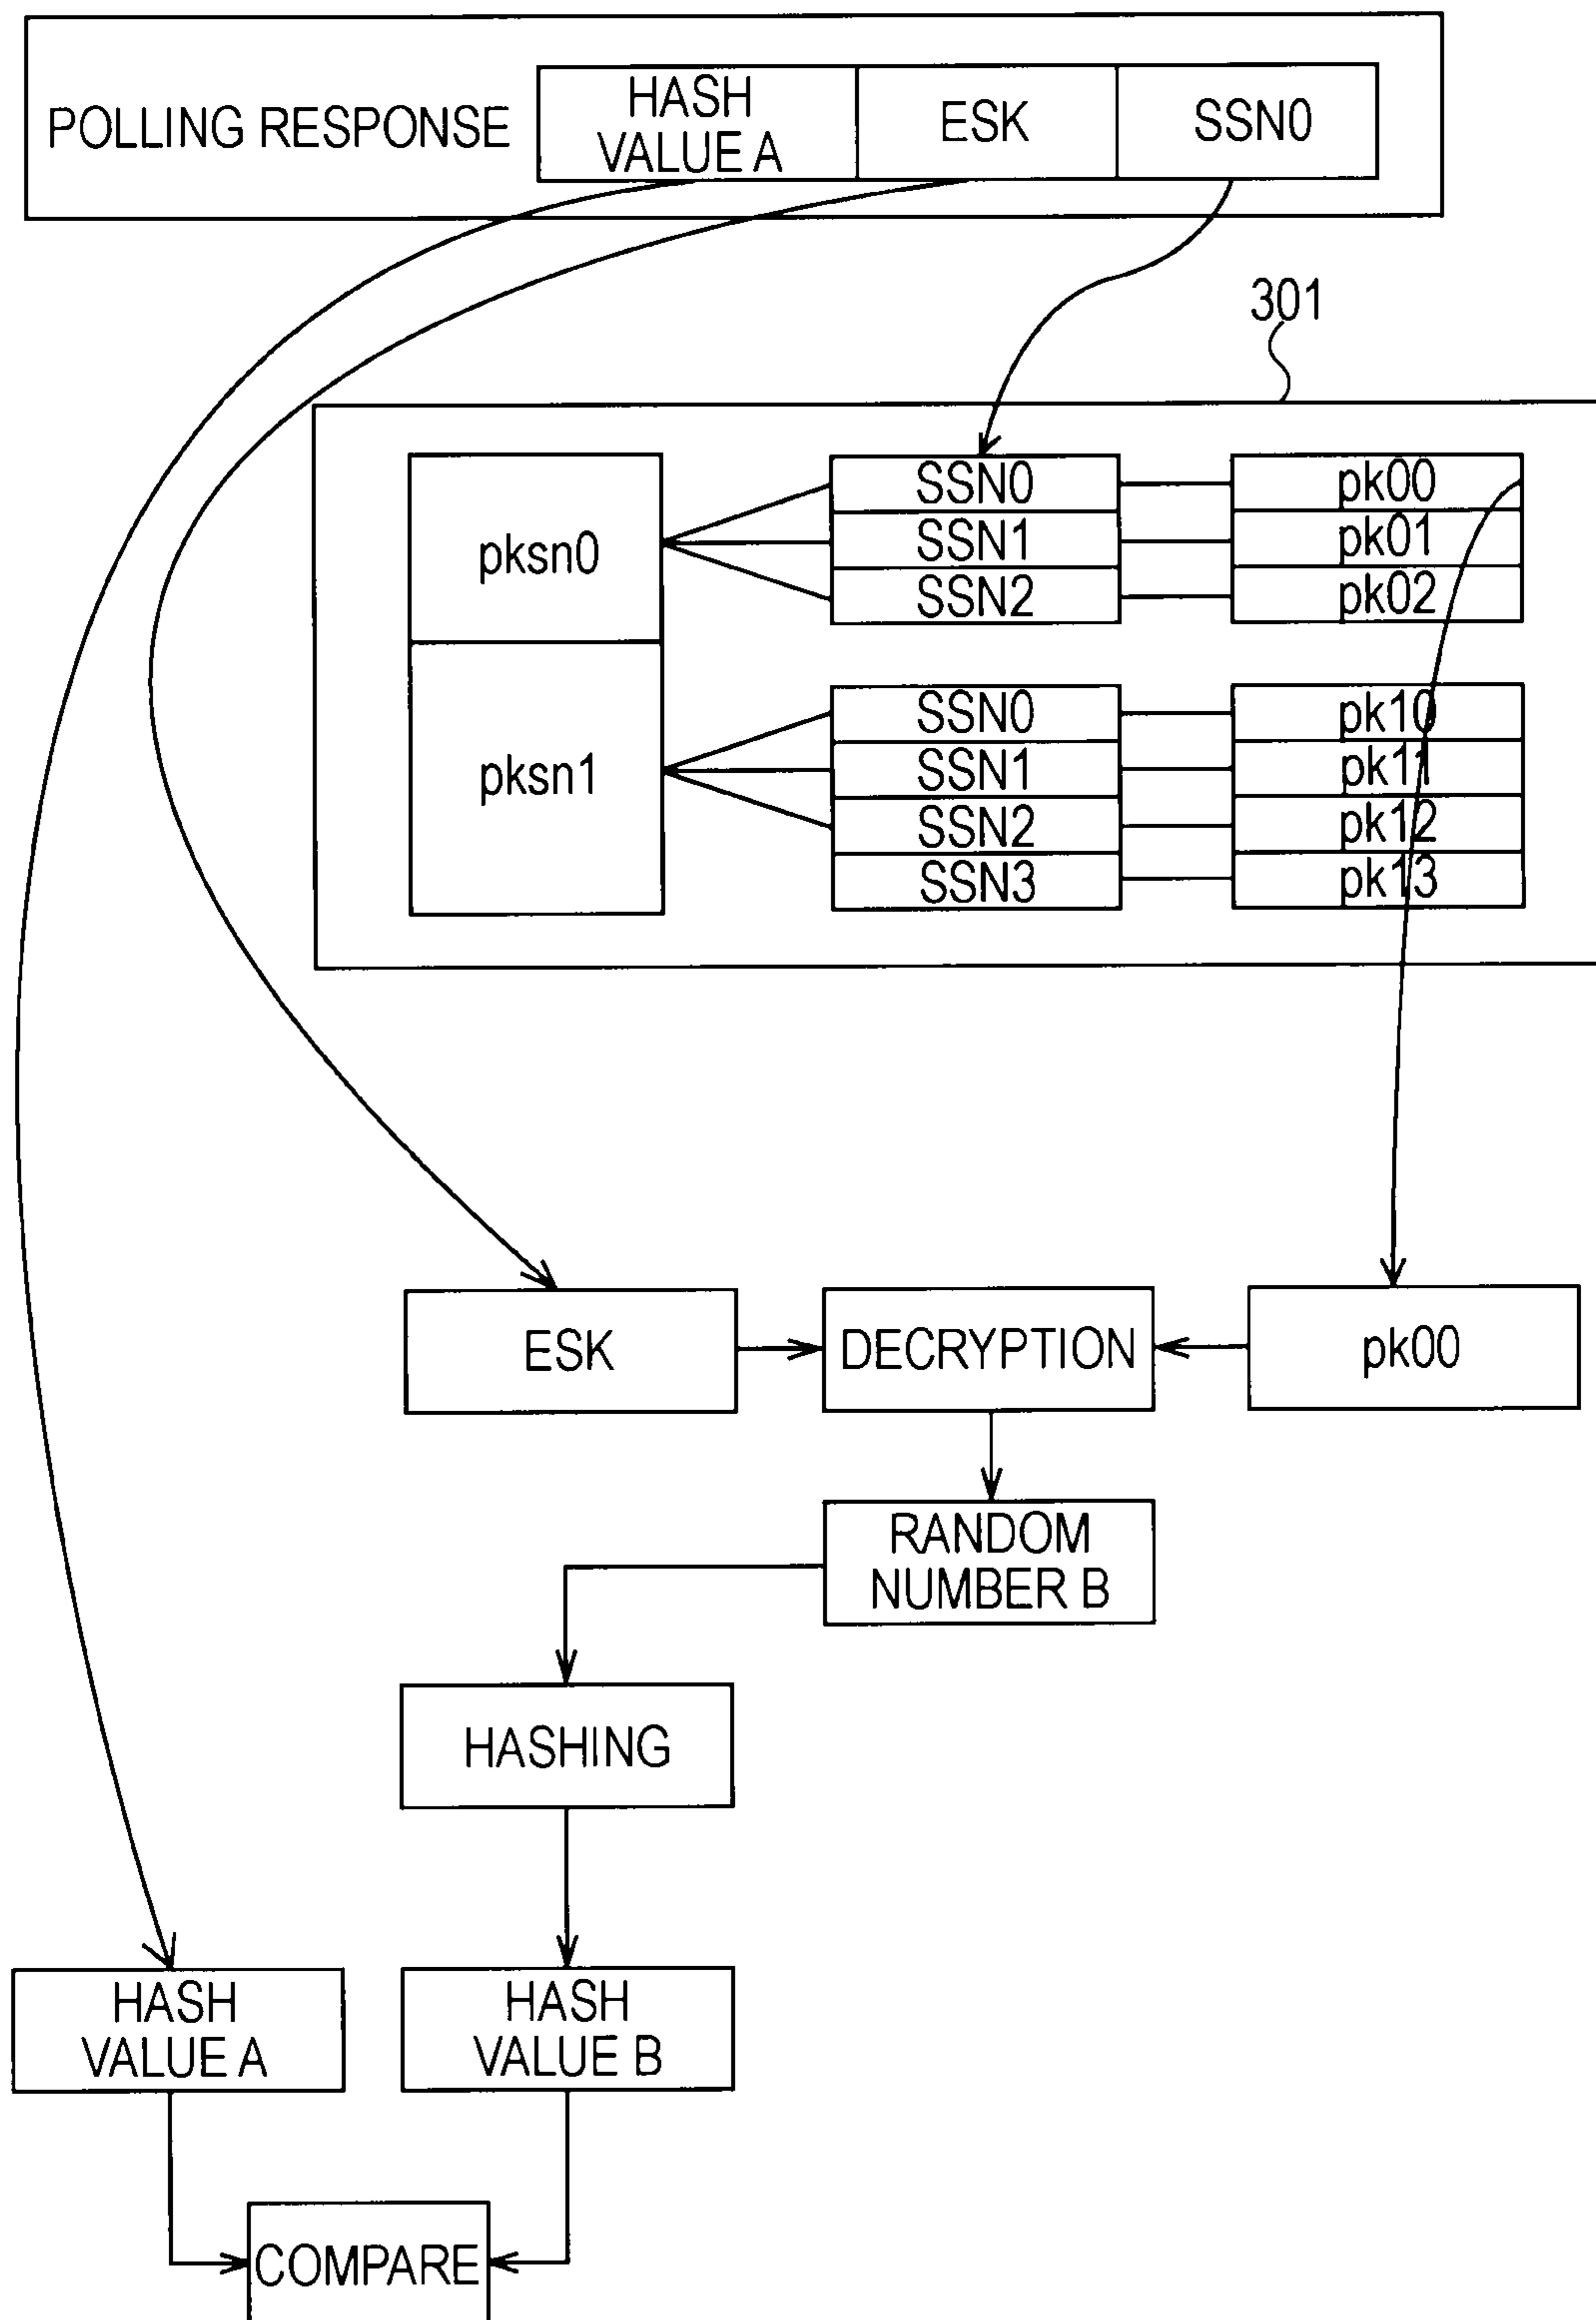 POLLING RESPONSE
HASH
VALUE A
ESK
SSN0
301
pksn0
SSN0
pk00
SSN1
pk01
SSN2
pk02
pksn1
SSN0
pk10
SSN1
pk11
SSN2
pk12
SSN3
pk13
ESK
DECRYPTION
pk00
RANDOM
NUMBER B
HASHING
HASH
VALUE A
HASH
VALUE B
COMPARE